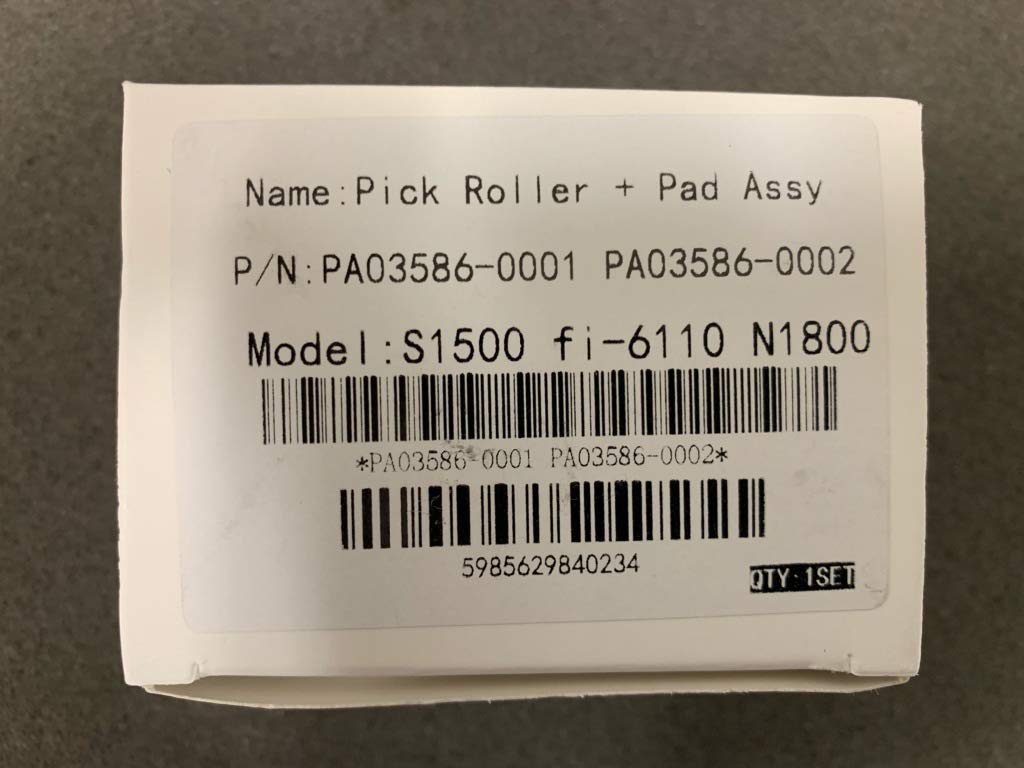 Name:Pick Roller + Pad Assy
P/N:PA03586-0001 PA03586-0002
Model:S1500 fi-6110 N1800
*PA03586-0001 PA03586-0002*
5985629840234
QTY:1SET